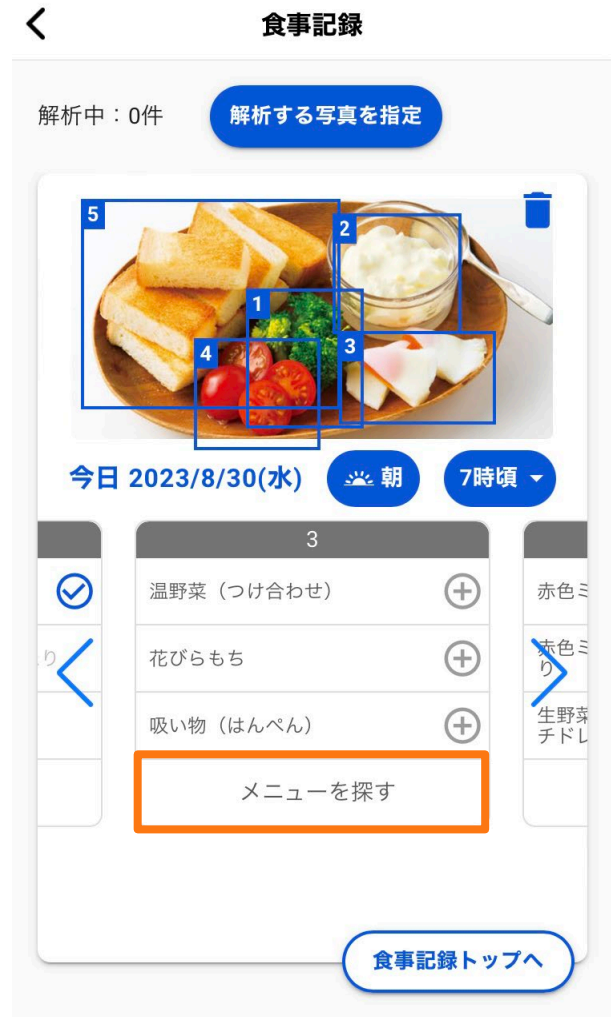 食事記録
解析中：0件
解析する写真を指定
5
2
1
3
4
今日 2023/8/30(水)
朝
7時頃
3
温野菜（つけ合わせ）
赤色ミ
り
花びらもち
赤色ミ
り
吸い物（はんぺん）
生野菜
チドレ
メニューを探す
食事記録トップへ